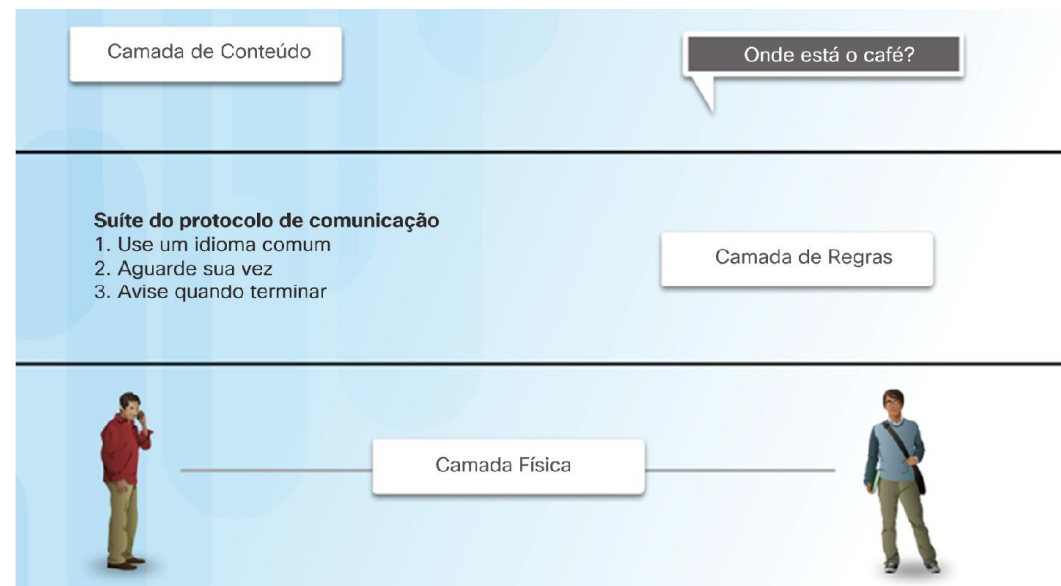 Camada de Conteúdo
Onde está o café?
Suíte do protocolo de comunicação
1. Use um idioma comum
2. Aguarde sua vez
3. Avise quando terminar
Camada de Regras
Camada Física